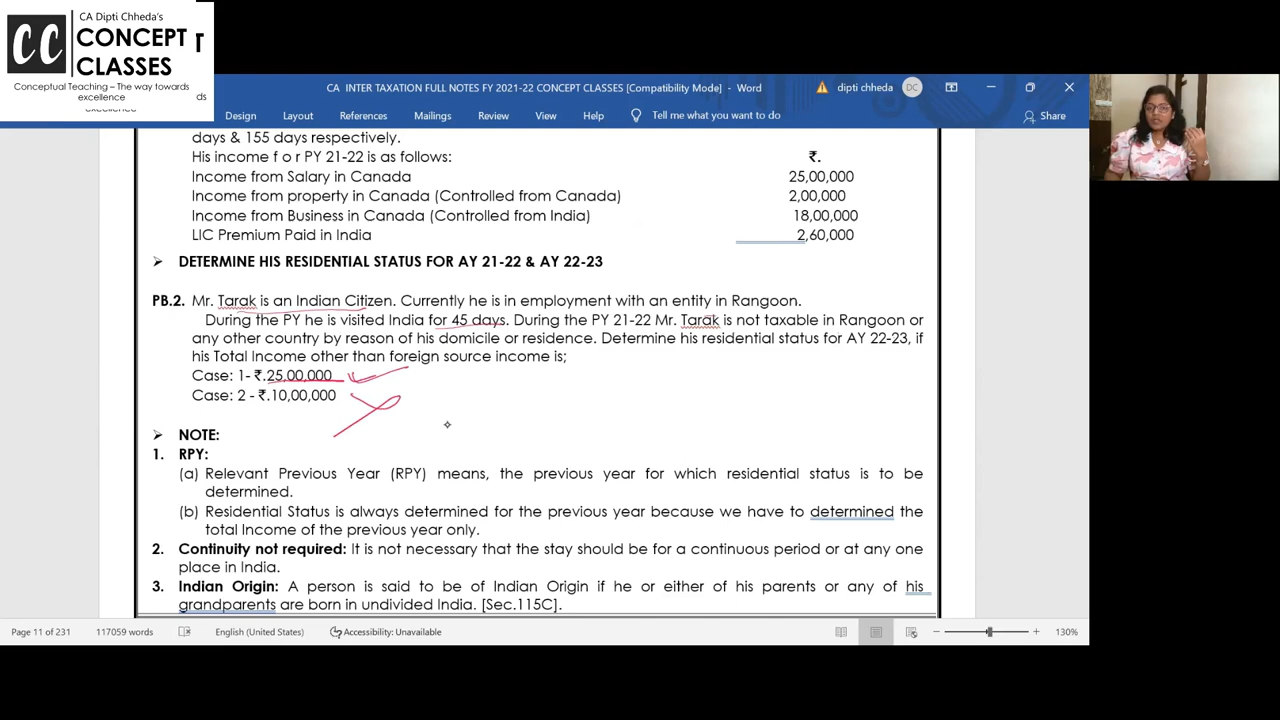 CA Dipti Chheda's
CONCEPT
CLASSES
Conceptual Teaching – The way towards
excellence
ds
excellence
CA INTER TAXATION FULL NOTES FY 2021-22 CONCEPT CLASSES [Compatibility Mode] - Word
dipti chheda
DC
Design
Layout
References
Mailings
Review
View
Help
Tell me what you want to do
Share
days & 155 days respectively.
His income f o r PY 21-22 is as follows: ₹.
Income from Salary in Canada 25,00,000
Income from property in Canada (Controlled from Canada) 2,00,000
Income from Business in Canada (Controlled from India) 18,00,000
LIC Premium Paid in India 2,60,000
➢ DETERMINE HIS RESIDENTIAL STATUS FOR AY 21-22 & AY 22-23
PB.2. Mr. Tarak is an Indian Citizen. Currently he is in employment with an entity in Rangoon.
During the PY he is visited India for 45 days. During the PY 21-22 Mr. Tarak is not taxable in Rangoon or
any other country by reason of his domicile or residence. Determine his residential status for AY 22-23, if
his Total Income other than foreign source income is;
Case: 1- ₹.25,00,000
Case: 2 - ₹.10,00,000
➢ NOTE:
1. RPY:
(a) Relevant Previous Year (RPY) means, the previous year for which residential status is to be
determined.
(b) Residential Status is always determined for the previous year because we have to determined the
total Income of the previous year only.
2. Continuity not required: It is not necessary that the stay should be for a continuous period or at any one
place in India.
3. Indian Origin: A person is said to be of Indian Origin if he or either of his parents or any of his
grandparents are born in undivided India. [Sec.115C].
Page 11 of 231
117059 words
English (United States)
Accessibility: Unavailable
130%